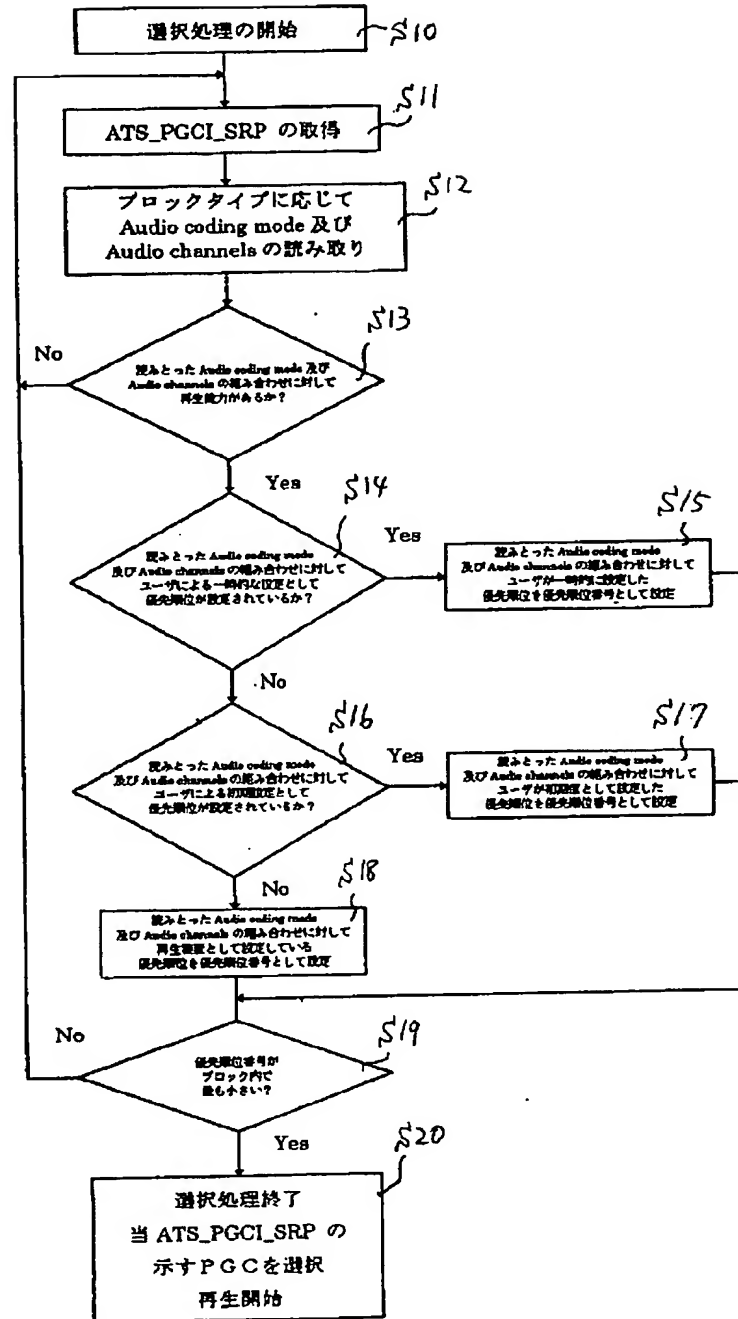 選択処理の開始
S10
S11
ATS_PGCI_SRP の取得
S12
ブロックタイプに応じて
Audio coding mode 及び
Audio channels の読み取り
S13
No
読みとった Audio coding mode 及び
Audio channels の組み合わせに対して
再生能力があるか?
Yes
S14
Yes
読みとった Audio coding mode
及び Audio channels の組み合わせに対して
ユーザによる一時的な設定として
優先順位が設定されているか?
S15
読みとった Audio coding mode
及び Audio channels の組み合わせに対して
ユーザが一時的に設定した
優先順位を優先順位番号として設定
No
S16
Yes
読みとった Audio coding mode
及び Audio channels の組み合わせに対して
ユーザによる初期設定として
優先順位が設定されているか?
S17
読みとった Audio coding mode
及び Audio channels の組み合わせに対して
ユーザが初期値として設定した
優先順位を優先順位番号として設定
No
S18
読みとった Audio coding mode
及び Audio channels の組み合わせに対して
再生装置として設定している
優先順位を優先順位番号として設定
No
S19
優先順位番号が
ブロック内で
最も小さい?
Yes
S20
選択処理終了
当 ATS_PGCI_SRP の
示すPGCを選択
再生開始